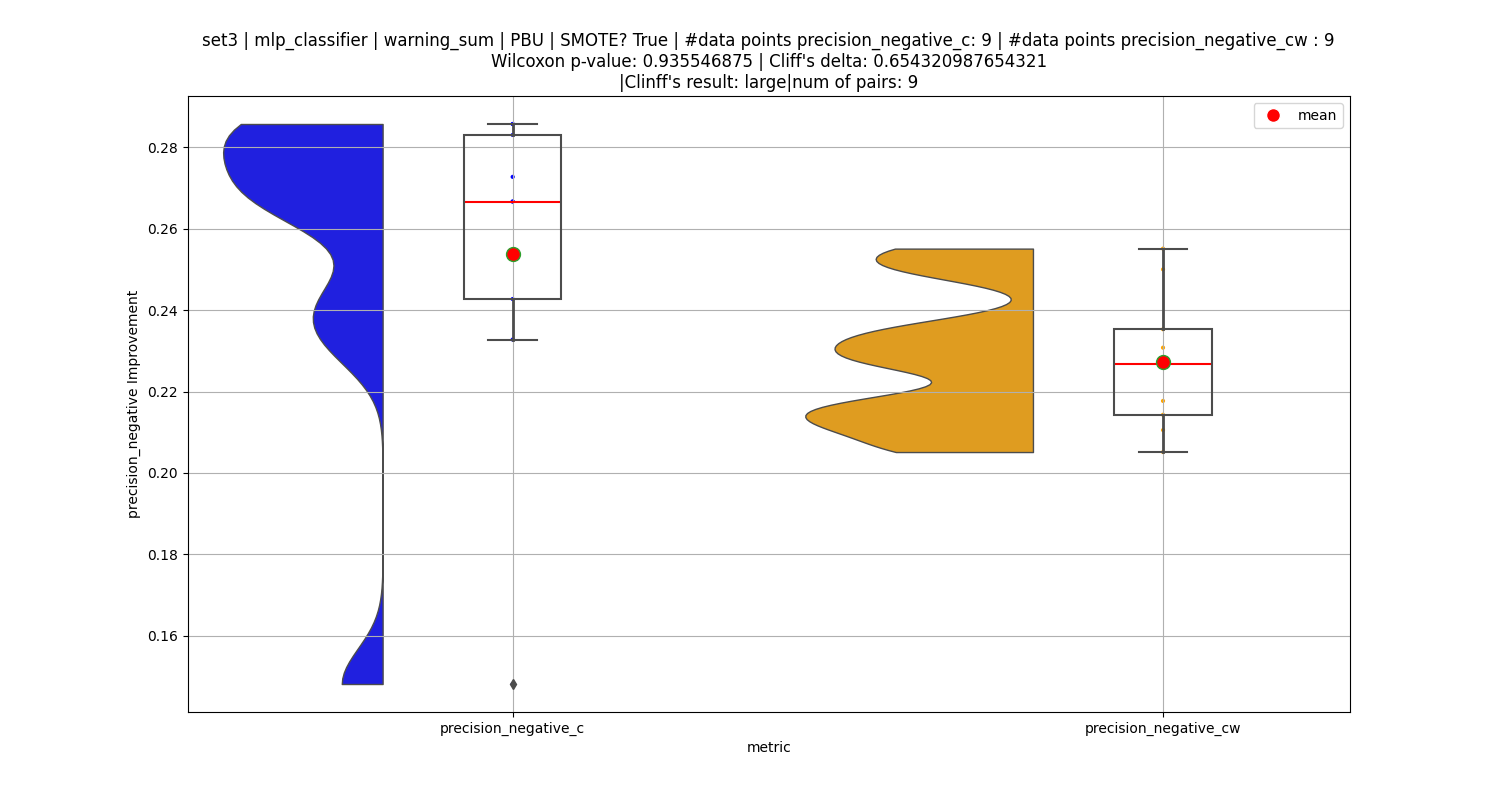 set3 | mlp_classifier | warning_sum | PBU | SMOTE? True | #data points precision_negative_c: 9 | #data points precision_negative_cw : 9
Wilcoxon p-value: 0.935546875 | Cliff's delta: 0.654320987654321
|Clinff's result: large|num of pairs: 9
mean
precision_negative Improvement
0.28
0.26
0.24
0.22
0.20
0.18
0.16
precision_negative_c
precision_negative_cw
metric